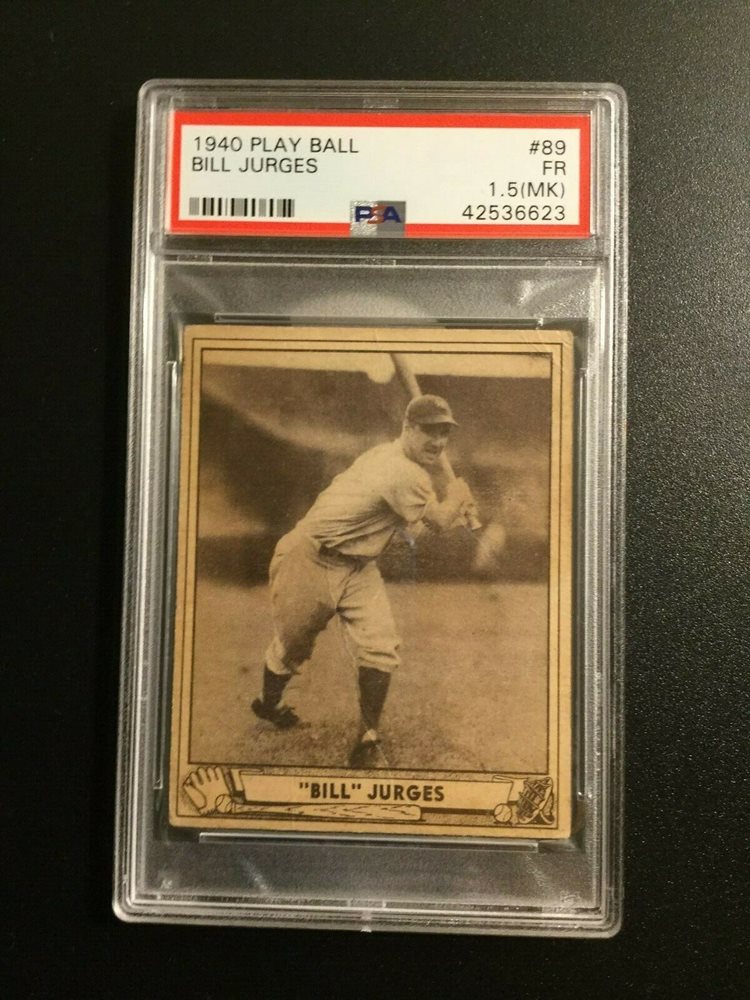 1940 PLAY BALL
#89
BILL JURGES
FR
1.5(MK)
PSA
42536623
"BILL" JURGES